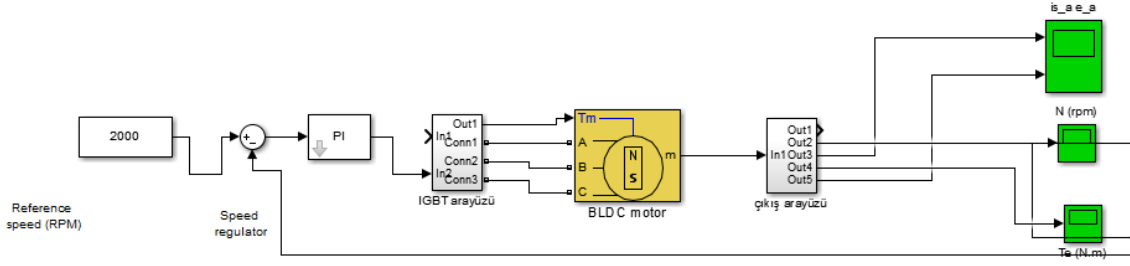 is_a e_a
N (rpm)
2000
+
-
PI
In1
In2
Out1
Conn1
Conn2
Conn3
IGBT arayüzü
Tm
A
B
C
N
S
m
BLDC motor
In1
Out1
Out2
Out3
Out4
Out5
çıkış arayüzü
Te (N.m)
Reference
speed (RPM)
Speed
regulator